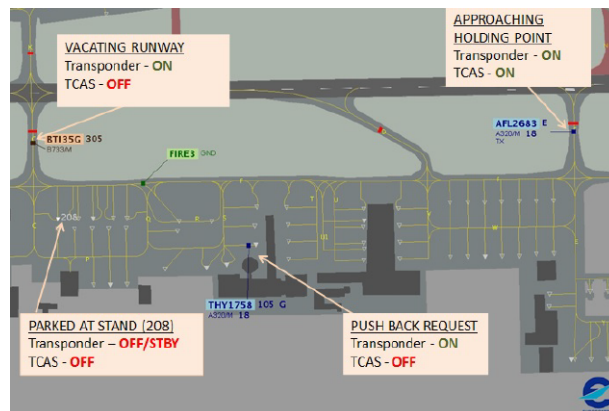 VACATING RUNWAY
Transponder - ON
TCAS - OFF
APPROACHING
HOLDING POINT
Transponder - ON
TCAS - ON
BTI35G 305
B733/M
FIRE3 GND
AFL2683 E
A320/M 18
TX
208
THY1758 105 G
A320/M 18
PARKED AT STAND (208)
Transponder – OFF/STBY
TCAS - OFF
PUSH BACK REQUEST
Transponder - ON
TCAS - OFF